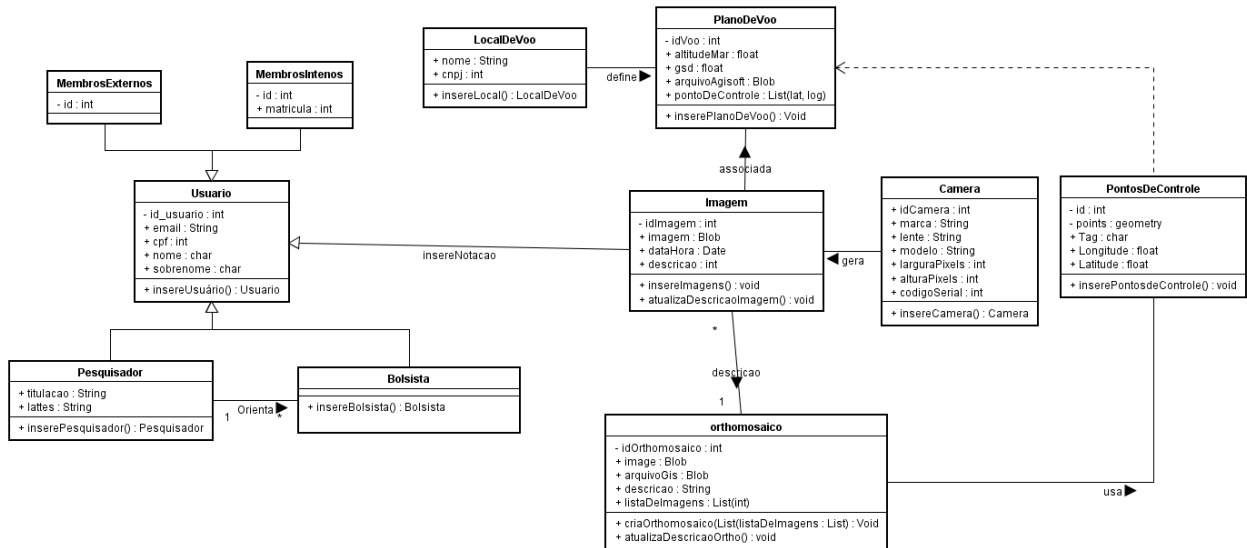 PlanoDeVoo
- idVoo : int
+ altitudeMar : float
+ gsd : float
+ arquivoAgisoft : Blob
+ pontoDeControle : List(lat, log)
+ inserePlanoDeVoo() : Void
LocalDeVoo
+ nome : String
+ cnpj : int
+ insereLocal() : LocalDeVoo
define
MembrosExternos
- id : int
MembrosIntenos
- id : int
+ matricula : int
associada
Usuario
- id_usuario : int
+ email : String
+ cpf : int
+ nome : char
+ sobrenome : char
+ insereUsuário() : Usuario
insereNotacao
Imagem
- idImagem : int
+ imagem : Blob
+ dataHora : Date
+ descricao : int
+ insereImagens() : void
+ atualizaDescricaoImagem() : void
gera
Camera
+ idCamera : int
+ marca : String
+ lente : String
+ modelo : String
+ larguraPixels : int
+ alturaPixels : int
+ codigoSerial : int
+ insereCamera() : Camera
PontosDeControle
- id : int
- points : geometry
+ Tag : char
+ Longitude : float
+ Latitude : float
+ inserePontosdeControle() : void
Pesquisador
+ titulacao : String
+ lattes : String
+ inserePesquisador() : Pesquisador
1
Orienta
*
Bolsista
+ insereBolsista() : Bolsista
*
descricao
1
orthomosaico
- idOrthomosaico : int
+ image : Blob
+ arquivoGis : Blob
+ descricao : String
+ listaDeImagens : List(int)
+ criaOrthomosaico(List(listaDeImagens : List) : Void
+ atualizaDescricaoOrtho() : void
usa